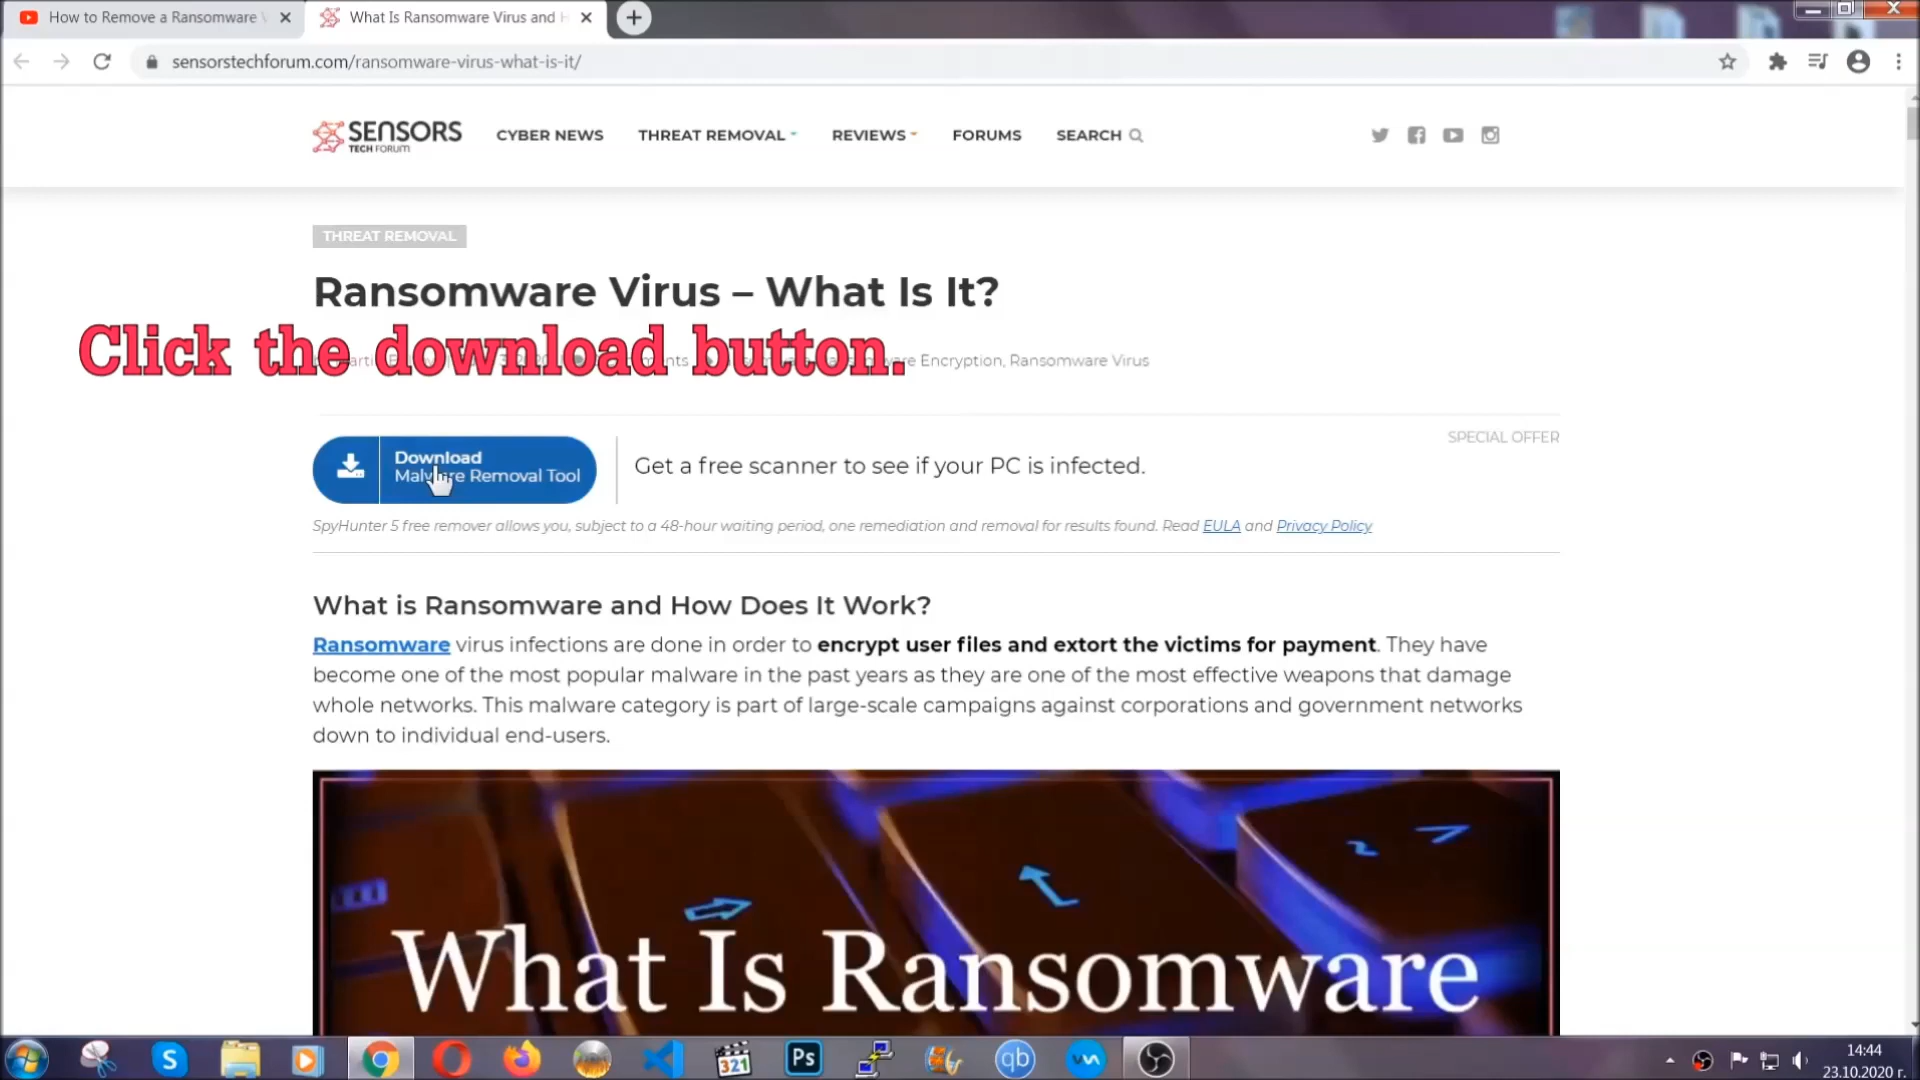 How to Remove a Ransomware
What Is Ransomware Virus and
sensorstechforum.com/ransomware-virus-what-is-it/
SENSORS
TECH FORUM
CYBER NEWS
THREAT REMOVAL
REVIEWS
FORUMS
SEARCH
THREAT REMOVAL
Ransomware Virus – What Is It?
Click the download button.
Encryption, Ransomware Virus
SPECIAL OFFER
Download
Malware Removal Tool
Get a free scanner to see if your PC is infected.
SpyHunter 5 free remover allows you, subject to a 48-hour waiting period, one remediation and removal for results found. Read EULA and Privacy Policy
What is Ransomware and How Does It Work?
Ransomware virus infections are done in order to encrypt user files and extort the victims for payment. They have
become one of the most popular malware in the past years as they are one of the most effective weapons that damage
whole networks. This malware category is part of large-scale campaigns against corporations and government networks
down to individual end-users.
What Is Ransomware
S
321
Ps
qb
14:44
23.10.2020 г.